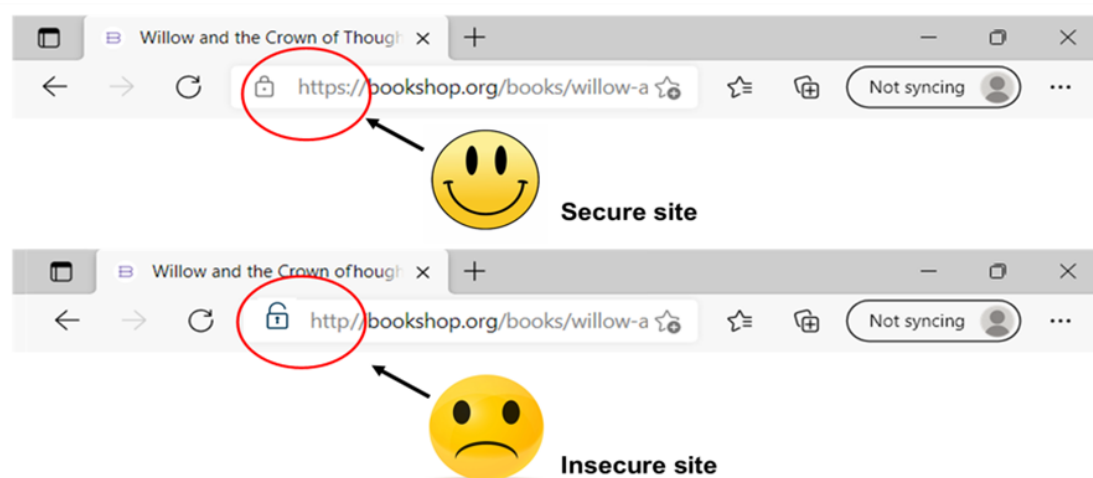 Willow and the Crown of Though
https://bookshop.org/books/willow-a
Not syncing
Secure site
Willow and the Crown ofhough
http//bookshop.org/books/willow-a
Not syncing
Insecure site